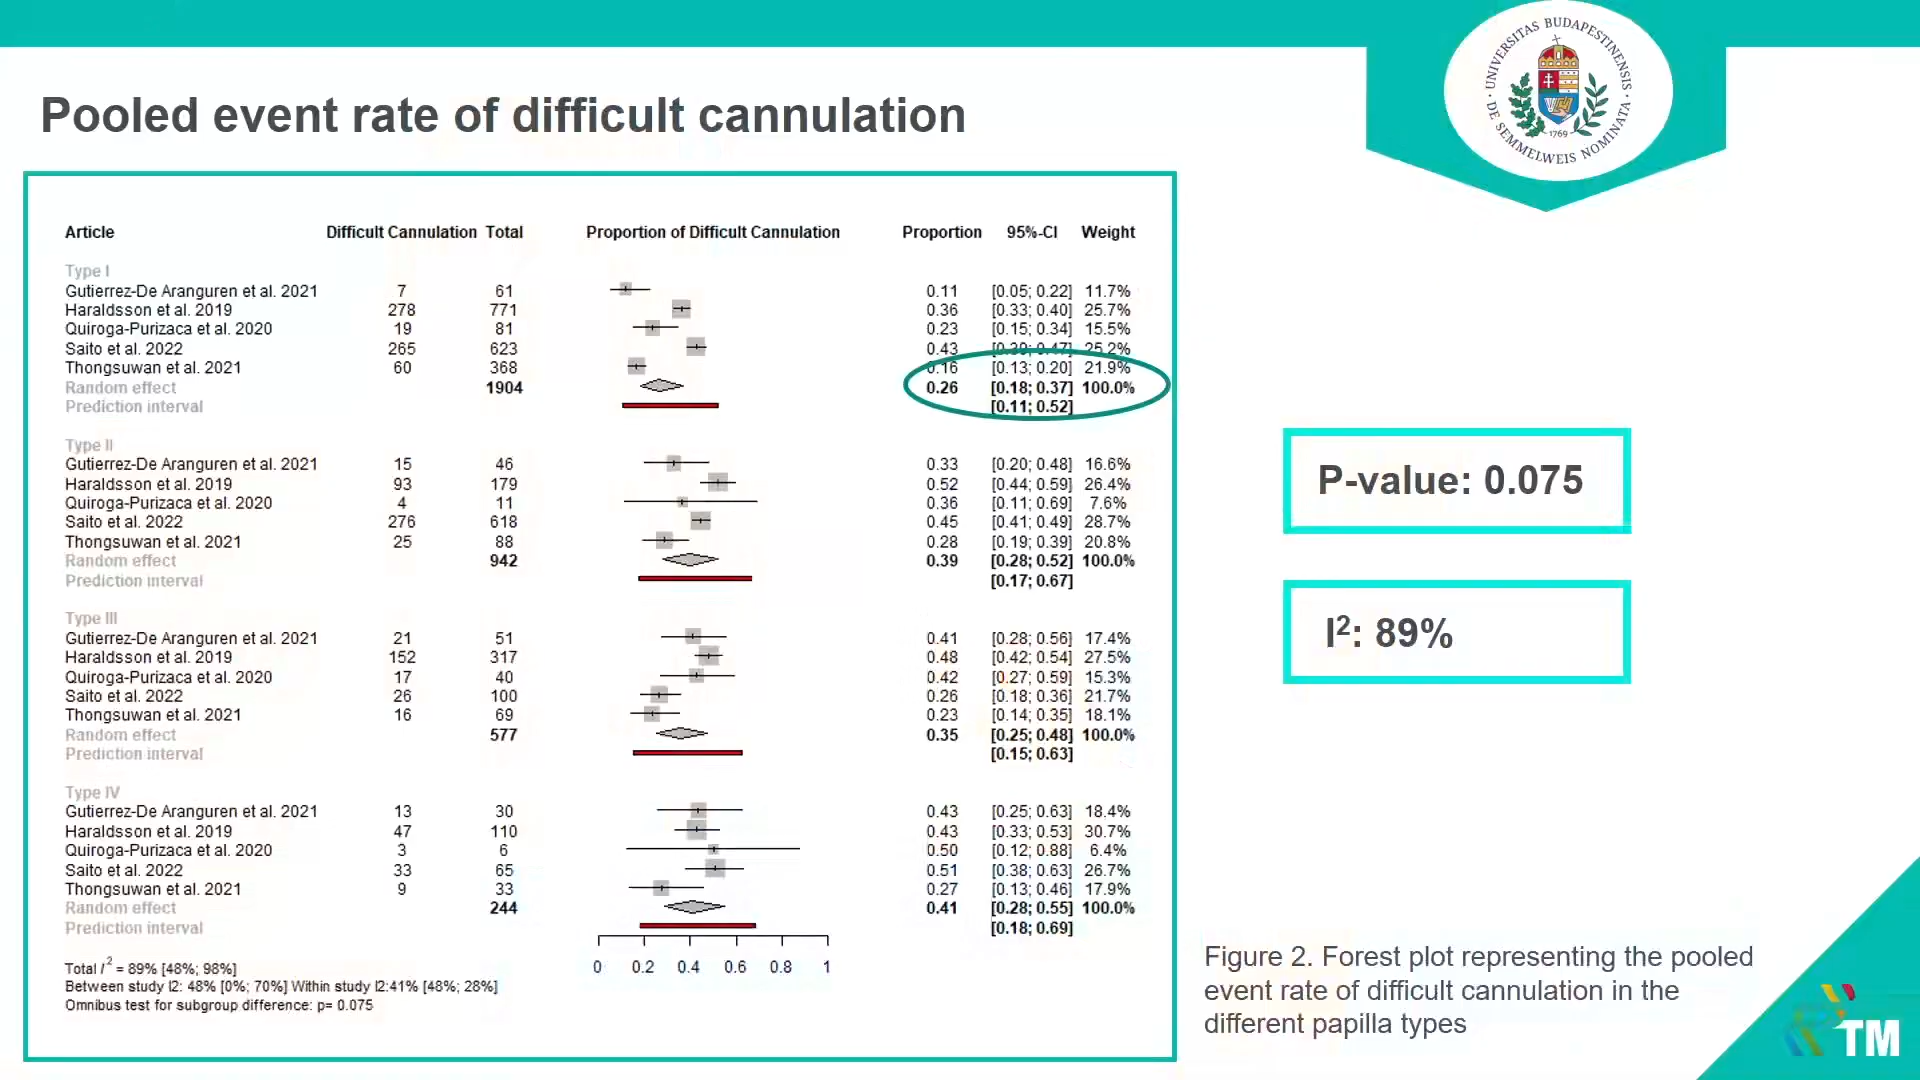 UNIVERSITAS BUDAPESTINENSIS
DE SEMMELWEIS NOMINATA
1769
Pooled event rate of difficult cannulation
Article Difficult Cannulation Total Proportion of Difficult Cannulation Proportion 95%-CI Weight
Type I
Gutierrez-De Aranguren et al. 2021 7 61 0.11 [0.05; 0.22] 11.7%
Haraldsson et al. 2019 278 771 0.36 [0.33; 0.40] 25.7%
Quiroga-Purizaca et al. 2020 19 81 0.23 [0.15; 0.34] 15.5%
Saito et al. 2022 265 623 0.43 [0.39; 0.47] 25.2%
Thongsuwan et al. 2021 60 368 0.16 [0.13; 0.20] 21.9%
Random effect 1904 0.26 [0.18; 0.37] 100.0%
Prediction interval [0.11; 0.52]
Type II
Gutierrez-De Aranguren et al. 2021 15 46 0.33 [0.20; 0.48] 16.6%
Haraldsson et al. 2019 93 179 0.52 [0.44; 0.59] 26.4%
Quiroga-Purizaca et al. 2020 4 11 0.36 [0.11; 0.69] 7.6%
Saito et al. 2022 276 618 0.45 [0.41; 0.49] 28.7%
Thongsuwan et al. 2021 25 88 0.28 [0.19; 0.39] 20.8%
Random effect 942 0.39 [0.28; 0.52] 100.0%
Prediction interval [0.17; 0.67]
Type III
Gutierrez-De Aranguren et al. 2021 21 51 0.41 [0.28; 0.56] 17.4%
Haraldsson et al. 2019 152 317 0.48 [0.42; 0.54] 27.5%
Quiroga-Purizaca et al. 2020 17 40 0.42 [0.27; 0.59] 15.3%
Saito et al. 2022 26 100 0.26 [0.18; 0.36] 21.7%
Thongsuwan et al. 2021 16 69 0.23 [0.14; 0.35] 18.1%
Random effect 577 0.35 [0.25; 0.48] 100.0%
Prediction interval [0.15; 0.63]
Type IV
Gutierrez-De Aranguren et al. 2021 13 30 0.43 [0.25; 0.63] 18.4%
Haraldsson et al. 2019 47 110 0.43 [0.33; 0.53] 30.7%
Quiroga-Purizaca et al. 2020 3 6 0.50 [0.12; 0.88] 6.4%
Saito et al. 2022 33 65 0.51 [0.38; 0.63] 26.7%
Thongsuwan et al. 2021 9 33 0.27 [0.13; 0.46] 17.9%
Random effect 244 0.41 [0.28; 0.55] 100.0%
Prediction interval [0.18; 0.69]
0 0.2 0.4 0.6 0.8 1
Total I² = 89% [48%; 98%]
Between study I2: 48% [0%; 70%] Within study I2:41% [48%; 28%]
Omnibus test for subgroup difference: p= 0.075
P-value: 0.075
I²: 89%
Figure 2. Forest plot representing the pooled
event rate of difficult cannulation in the
different papilla types
TM